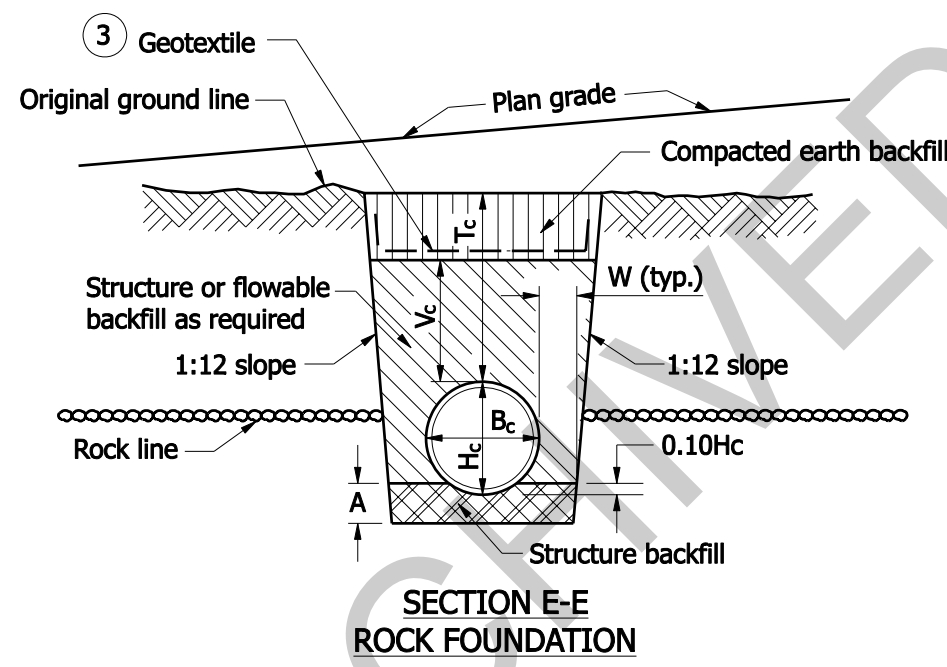 3 Geotextile
Original ground line
Plan grade
Compacted earth backfill
Tc
W (typ.)
Structure or flowable
backfill as required
Vc
1:12 slope
1:12 slope
Bc
Hc
Rock line
0.10Hc
A
Structure backfill
SECTION E-E
ROCK FOUNDATION
CHIVED